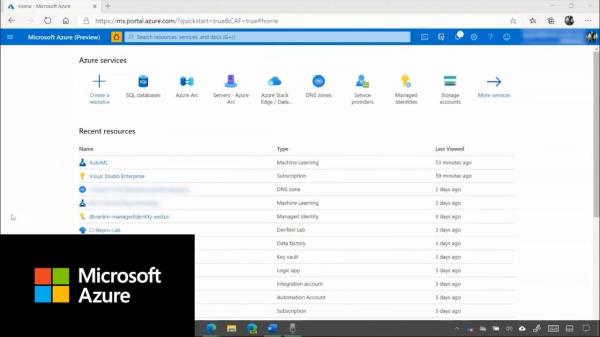 Home - Microsoft Azure
https://ms.portal.azure.com/?quickstart=true&CAF=true#home
Microsoft Azure (Preview)
Search resources, services, and docs (G+/)
Azure services
Create a resource
SQL databases
Azure Arc
Servers - Azure Arc
Azure Stack Edge / Data...
DNS zones
Service providers
Managed identities
Storage accounts
More services
Recent resources
Name Type Last Viewed
AutoML Machine Learning 53 minutes ago
Visual Studio Enterprise Subscription 59 minutes ago
DNS zone 2 days ago
Machine Learning 3 days ago
dbrankin-managedidentity-eastus Managed Identity 3 days ago
CI-Repro-Lab DevTest Lab 3 days ago
Data factory 3 days ago
Key vault 3 days ago
Logic app 3 days ago
Integration account 3 days ago
Automation Account 3 days ago
Subscription 3 days ago
Microsoft
Azure